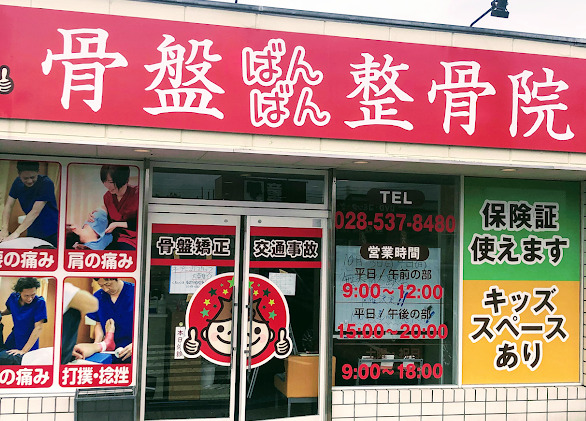 骨盤ばんばん整骨院
の痛み
肩の痛み
の痛み
打撲・捻挫
骨盤矯正
交通事故
TEL
028-537-8480
営業時間
平日/午前の部
9:00〜12:00
平日/午後の部
15:00〜20:00
9:00〜18:00
保険証
使えます
キッズ
スペース
あり